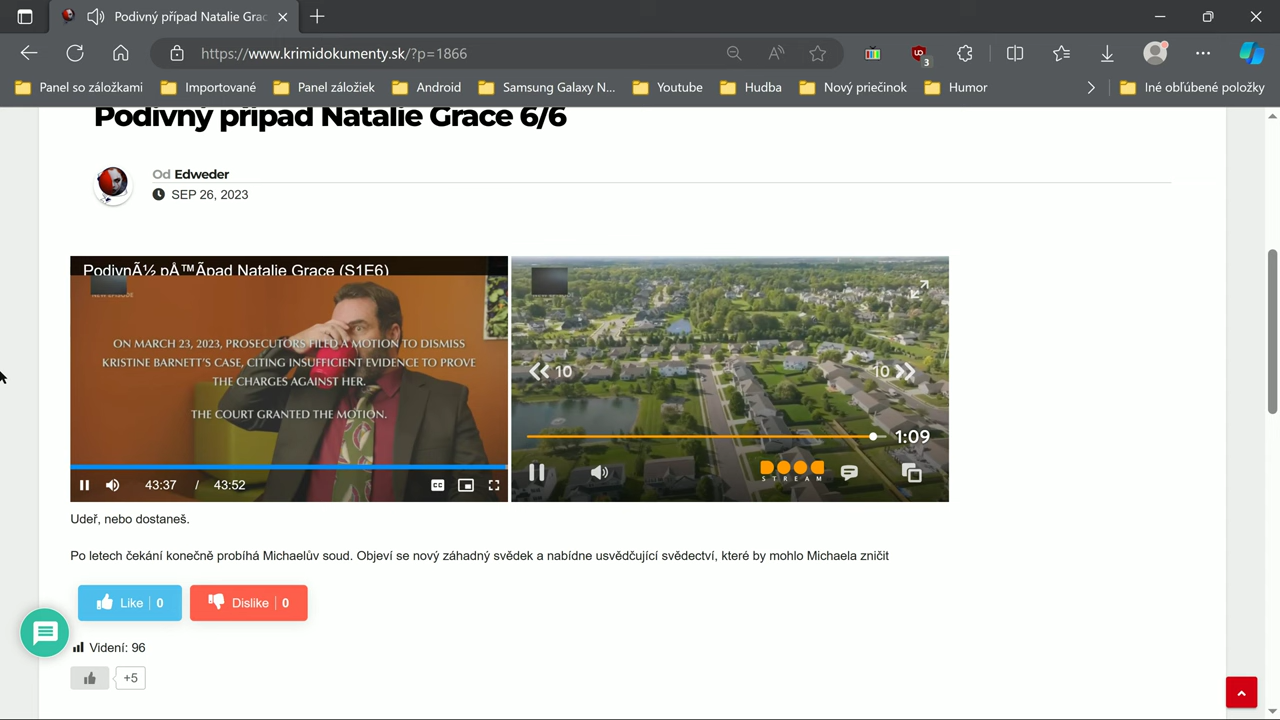 Podivný případ Natalie Grac
https://www.krimidokumenty.sk/?p=1866
3
Panel so záložkami
Importované
Panel záložiek
Android
Samsung Galaxy N...
Youtube
Hudba
Nový priečinok
Humor
Iné obľúbené položky
Podivný případ Natalie Grace 6/6
Od Edweder
SEP 26, 2023
PodivnÃ½ pÅ™Ãpad Natalie Grace (S1E6)
ON MARCH 23, 2023, PROSECUTORS FILED A MOTION TO DISMISS
KRISTINE BARNETT'S CASE, CITING INSUFFICIENT EVIDENCE TO PROVE
THE CHARGES AGAINST HER.
THE COURT GRANTED THE MOTION.
43:37 / 43:52
CC
10
10
1:09
DOOD
STREAM
Udeř, nebo dostaneš.
Po letech čekání konečně probíhá Michaelův soud. Objeví se nový záhadný svědek a nabídne usvědčující svědectví, které by mohlo Michaela zničit
Like 0
Dislike 0
Videní: 96
+5